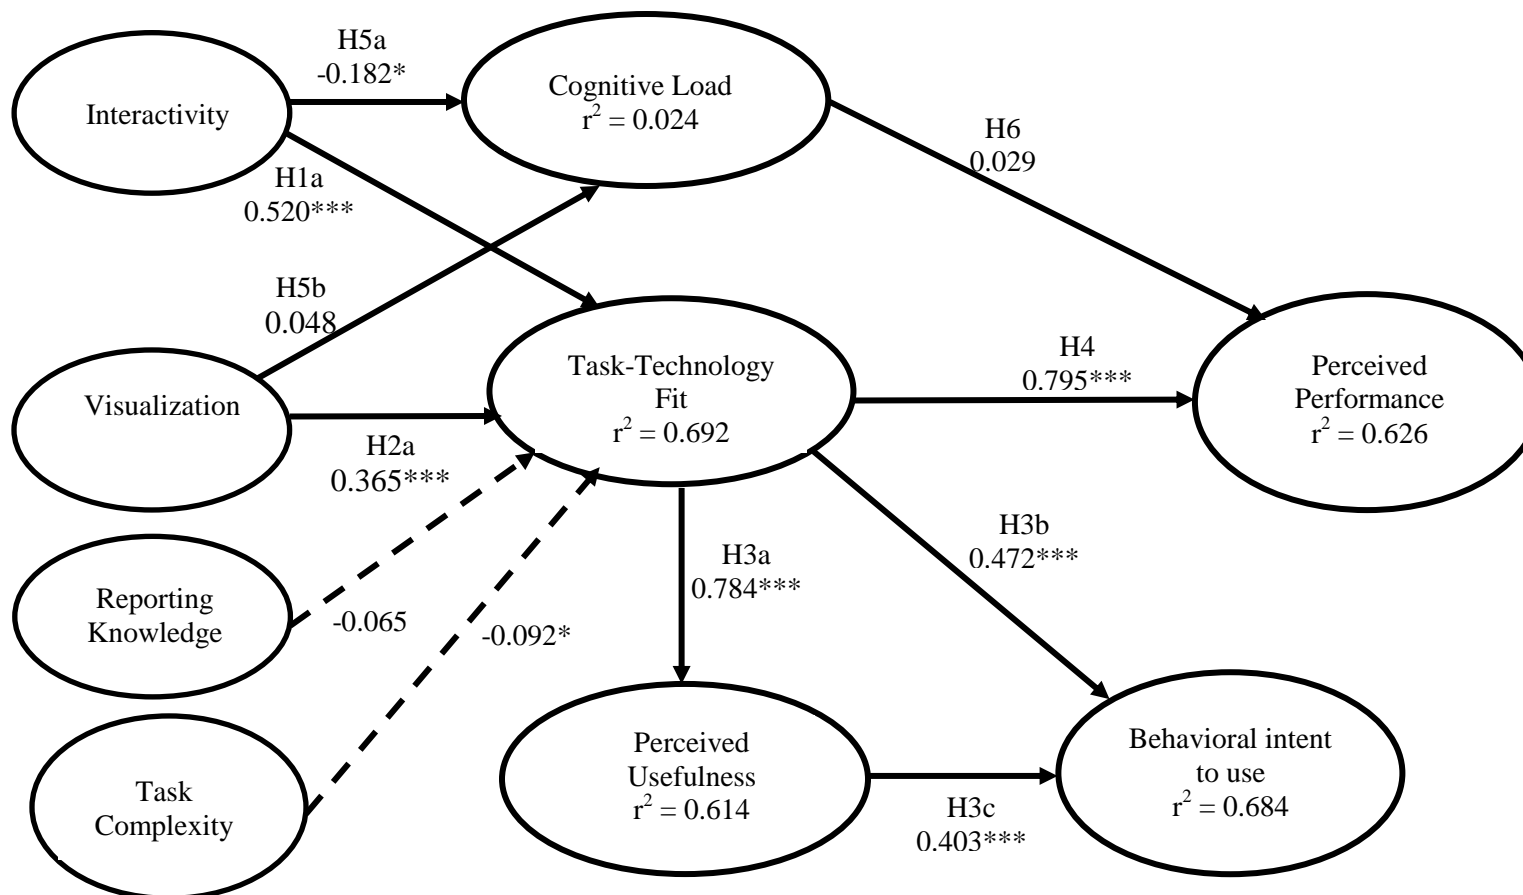 H5a
-0.182*
Interactivity
Cognitive Load
r² = 0.024
H6
0.029
H1a
0.520***
H5b
0.048
Visualization
Task-Technology
Fit
r² = 0.692
H4
0.795***
Perceived
Performance
r² = 0.626
H2a
0.365***
H3b
0.472***
H3a
0.784***
Reporting
Knowledge
-0.065
-0.092*
Task
Complexity
Perceived
Usefulness
r² = 0.614
H3c
0.403***
Behavioral intent
to use
r² = 0.684